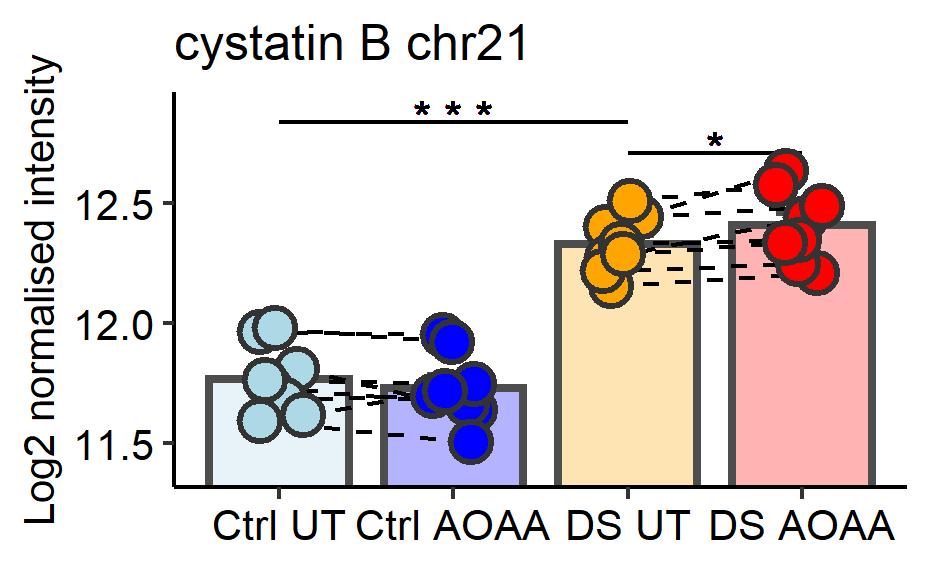 cystatin B chr21
Log2 normalised intensity
* * *
*
12.5
12.0
11.5
Ctrl UT Ctrl AOAA DS UT DS AOAA